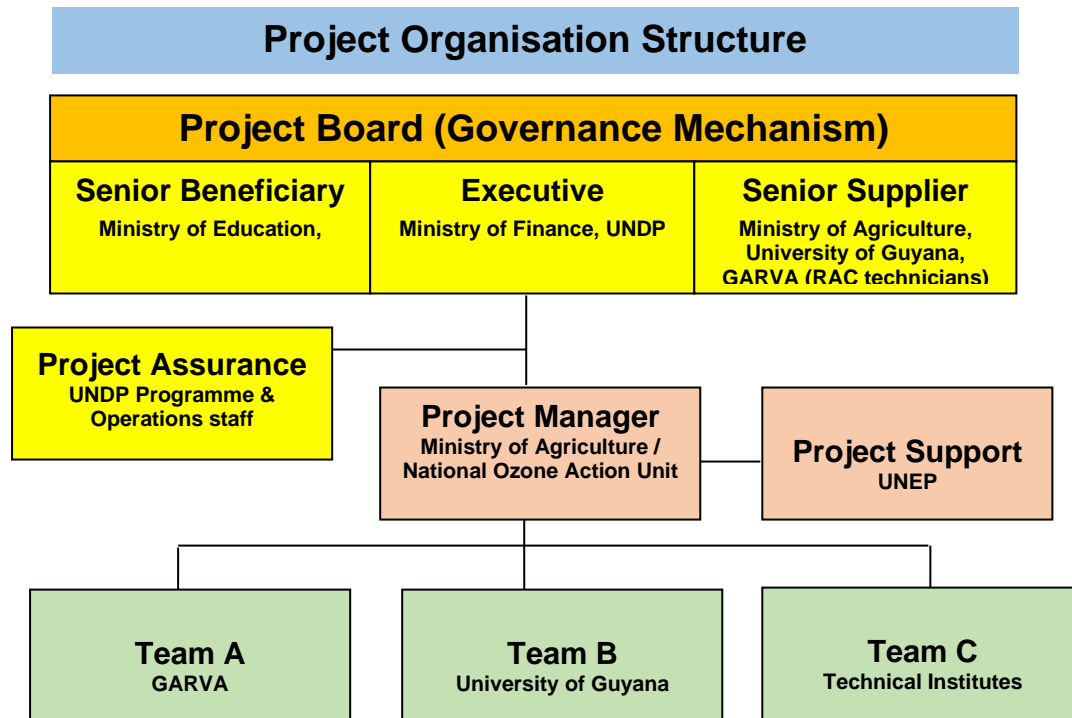 Project Organisation Structure
Project Board (Governance Mechanism)
Senior Beneficiary
Ministry of Education,
Executive
Ministry of Finance, UNDP
Senior Supplier
Ministry of Agriculture,
University of Guyana,
GARVA (RAC technicians)
Project Assurance
UNDP Programme &
Operations staff
Project Manager
Ministry of Agriculture /
National Ozone Action Unit
Project Support
UNEP
Team A
GARVA
Team B
University of Guyana
Team C
Technical Institutes